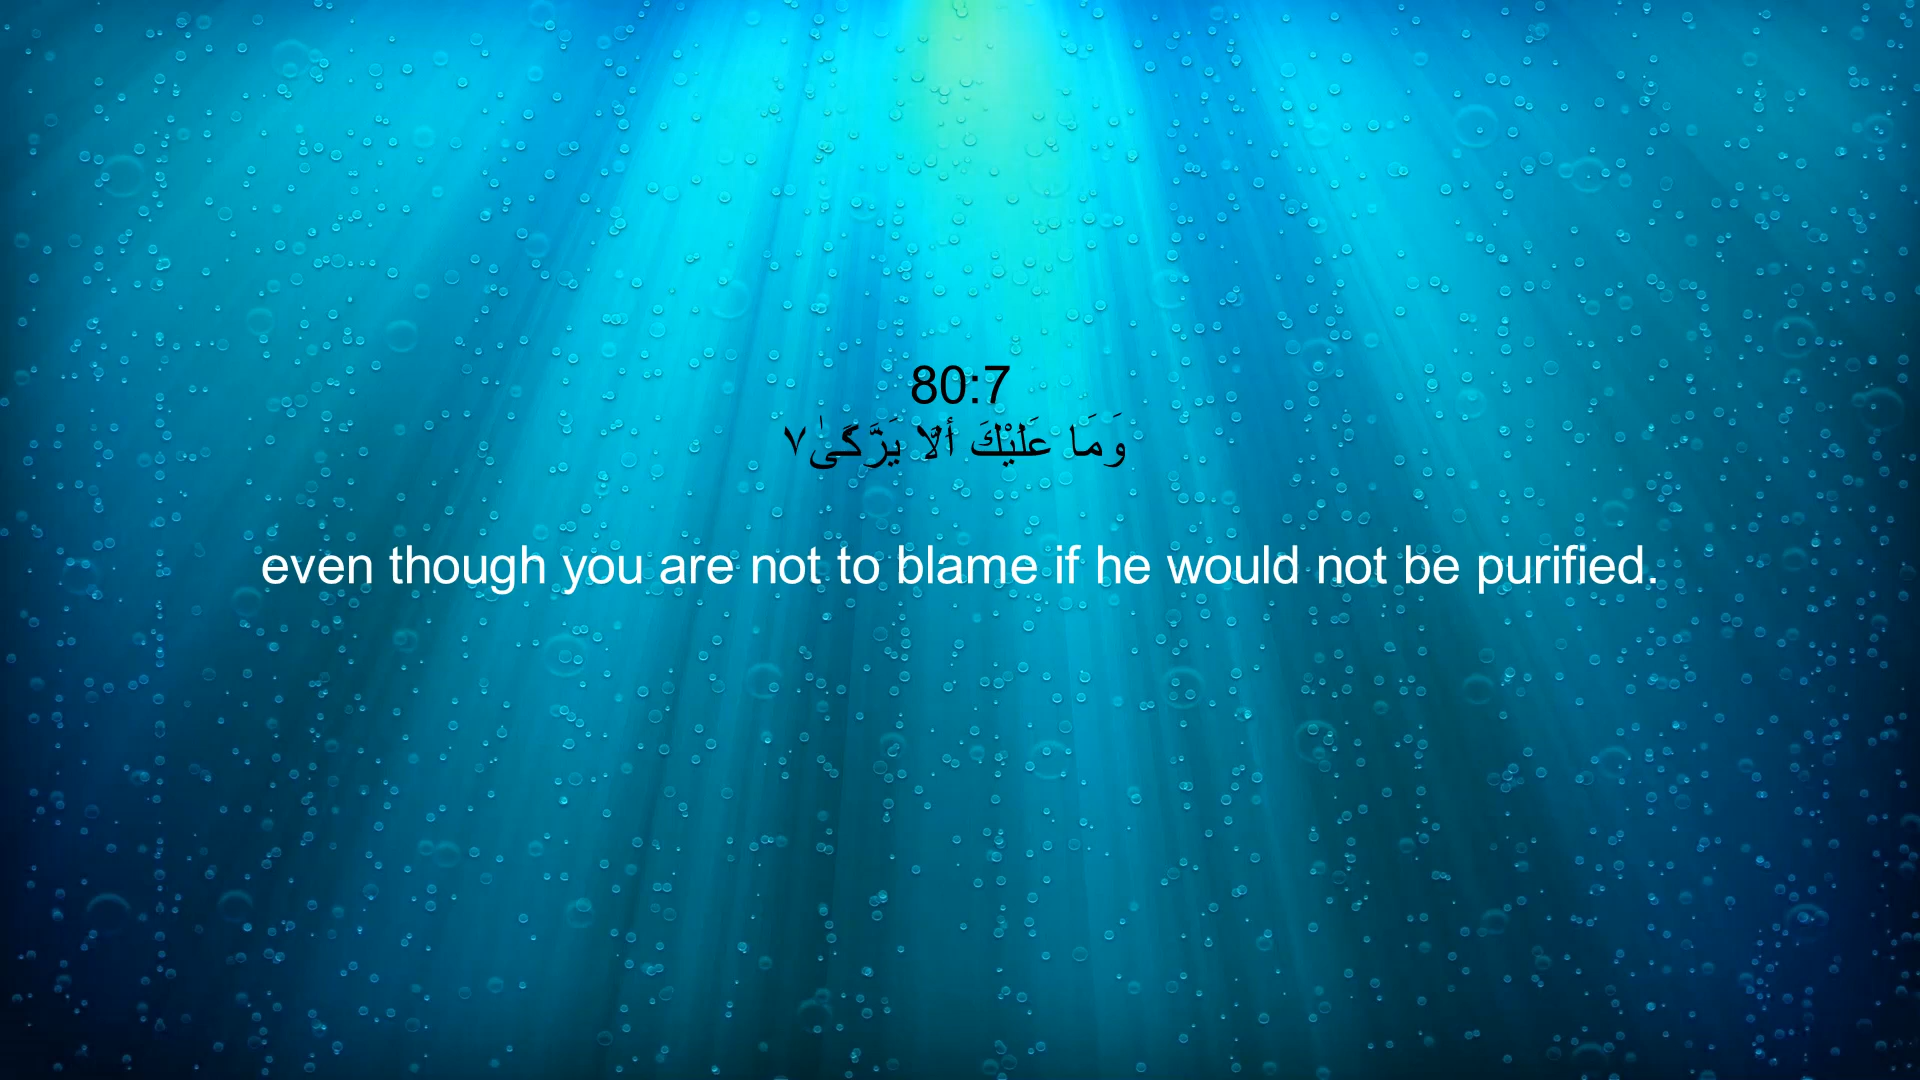 80:7
وَمَا عَلَيْكَ أَلَّا يَزَّكَّىٰ ٧
even though you are not to blame if he would not be purified.